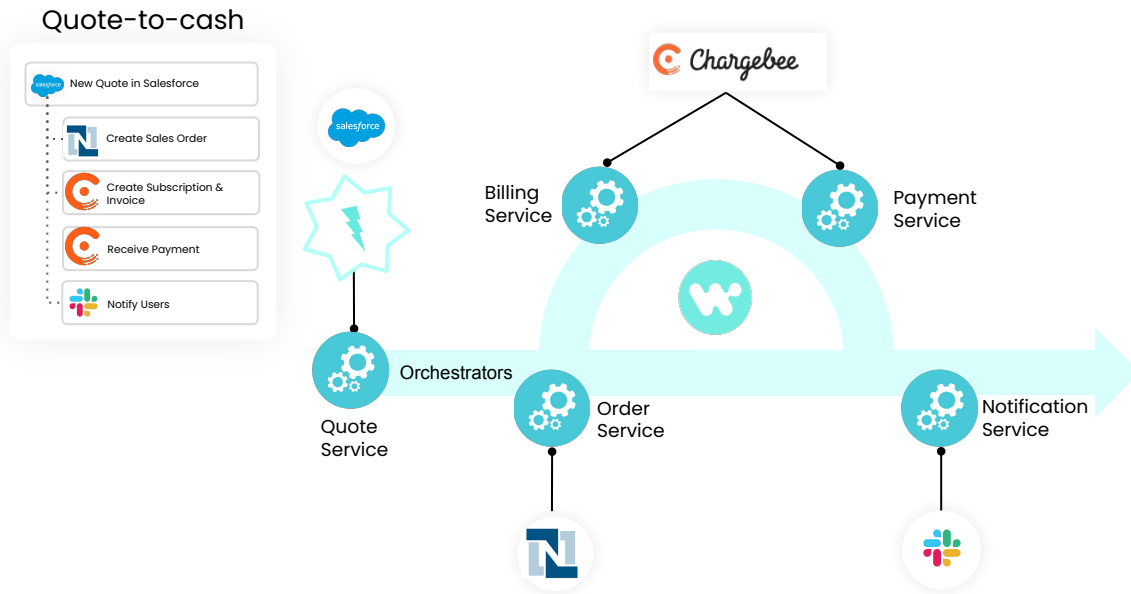 Quote-to-cash
salesforce
New Quote in Salesforce
Create Sales Order
Create Subscription &
Invoice
Receive Payment
Notify Users
salesforce
Chargebee
Billing
Service
Payment
Service
Orchestrators
Quote
Service
Order
Service
Notification
Service
N